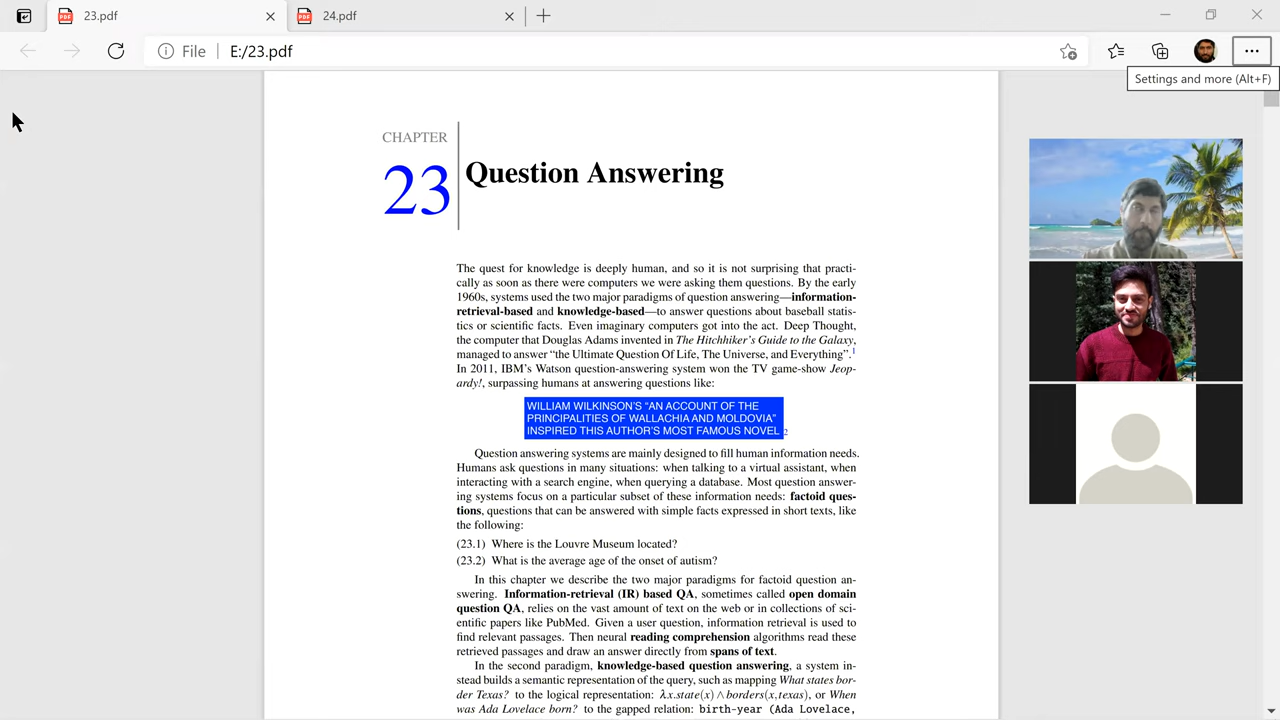 23.pdf
24.pdf
File
E:/23.pdf
Settings and more (Alt+F)
CHAPTER
23
Question Answering
The quest for knowledge is deeply human, and so it is not surprising that practi-
cally as soon as there were computers we were asking them questions. By the early
1960s, systems used the two major paradigms of question answering—information-
retrieval-based and knowledge-based—to answer questions about baseball statis-
tics or scientific facts. Even imaginary computers got into the act. Deep Thought,
the computer that Douglas Adams invented in The Hitchhiker's Guide to the Galaxy,
managed to answer “the Ultimate Question Of Life, The Universe, and Everything”.1
In 2011, IBM's Watson question-answering system won the TV game-show Jeop-
ardy!, surpassing humans at answering questions like:
WILLIAM WILKINSON'S “AN ACCOUNT OF THE
PRINCIPALITIES OF WALLACHIA AND MOLDOVIA”
INSPIRED THIS AUTHOR'S MOST FAMOUS NOVEL 2
Question answering systems are mainly designed to fill human information needs.
Humans ask questions in many situations: when talking to a virtual assistant, when
interacting with a search engine, when querying a database. Most question answer-
ing systems focus on a particular subset of these information needs: factoid ques-
tions, questions that can be answered with simple facts expressed in short texts, like
the following:
(23.1) Where is the Louvre Museum located?
(23.2) What is the average age of the onset of autism?
In this chapter we describe the two major paradigms for factoid question an-
swering. Information-retrieval (IR) based QA, sometimes called open domain
question QA, relies on the vast amount of text on the web or in collections of sci-
entific papers like PubMed. Given a user question, information retrieval is used to
find relevant passages. Then neural reading comprehension algorithms read these
retrieved passages and draw an answer directly from spans of text.
In the second paradigm, knowledge-based question answering, a system in-
stead builds a semantic representation of the query, such as mapping What states bor-
der Texas? to the logical representation: λx.state(x) ∧ borders(x,texas), or When
was Ada Lovelace born? to the gapped relation: birth-year (Ada Lovelace,